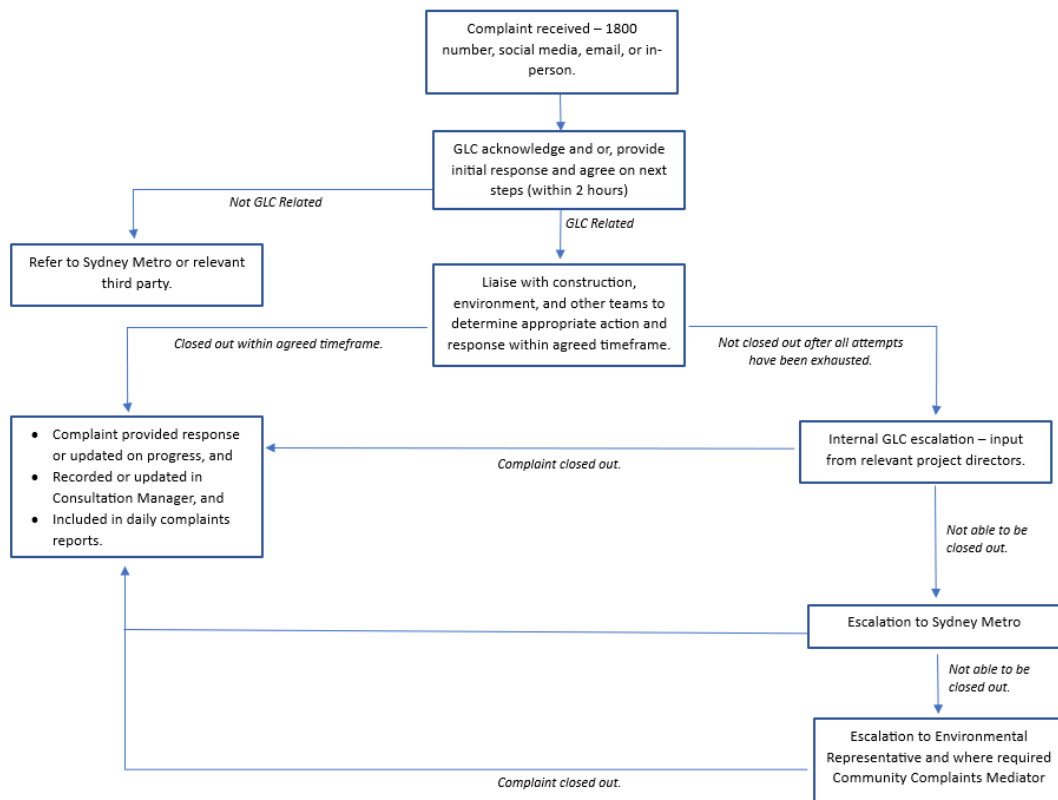 Complaint received – 1800
number, social media, email, or in-
person.
GLC acknowledge and or, provide
initial response and agree on next
steps (within 2 hours)
Not GLC Related
GLC Related
Refer to Sydney Metro or relevant
third party.
Liaise with construction,
environment, and other teams to
determine appropriate action and
response within agreed timeframe.
Closed out within agreed timeframe.
Not closed out after all attempts
have been exhausted.
• Complaint provided response
or updated on progress, and
• Recorded or updated in
Consultation Manager, and
• Included in daily complaints
reports.
Complaint closed out.
Internal GLC escalation – input
from relevant project directors.
Not able to be
closed out.
Escalation to Sydney Metro
Not able to be
closed out.
Escalation to Environmental
Representative and where required
Community Complaints Mediator
Complaint closed out.